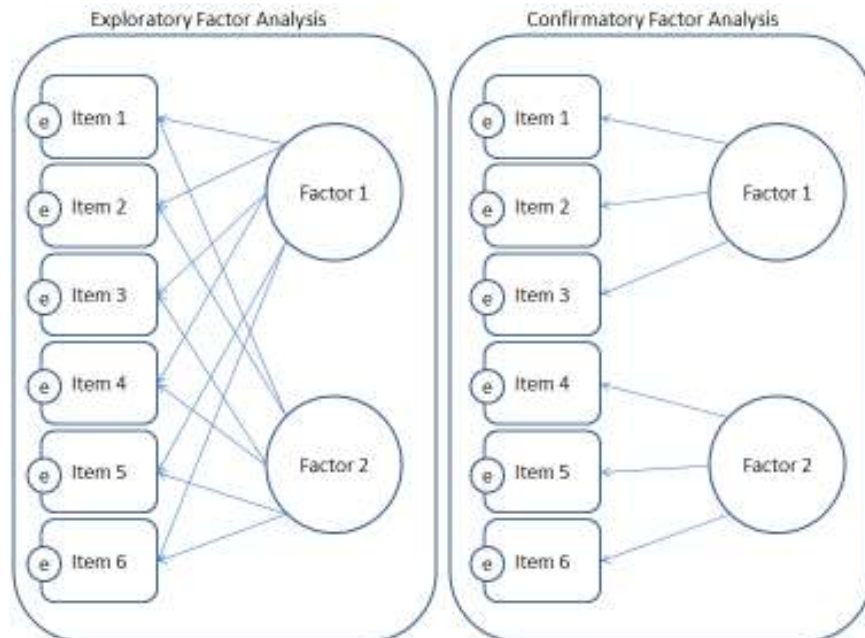 Exploratory Factor Analysis
e Item 1
e Item 2
e Item 3
e Item 4
e Item 5
e Item 6
Factor 1
Factor 2
Confirmatory Factor Analysis
e Item 1
e Item 2
e Item 3
e Item 4
e Item 5
e Item 6
Factor 1
Factor 2